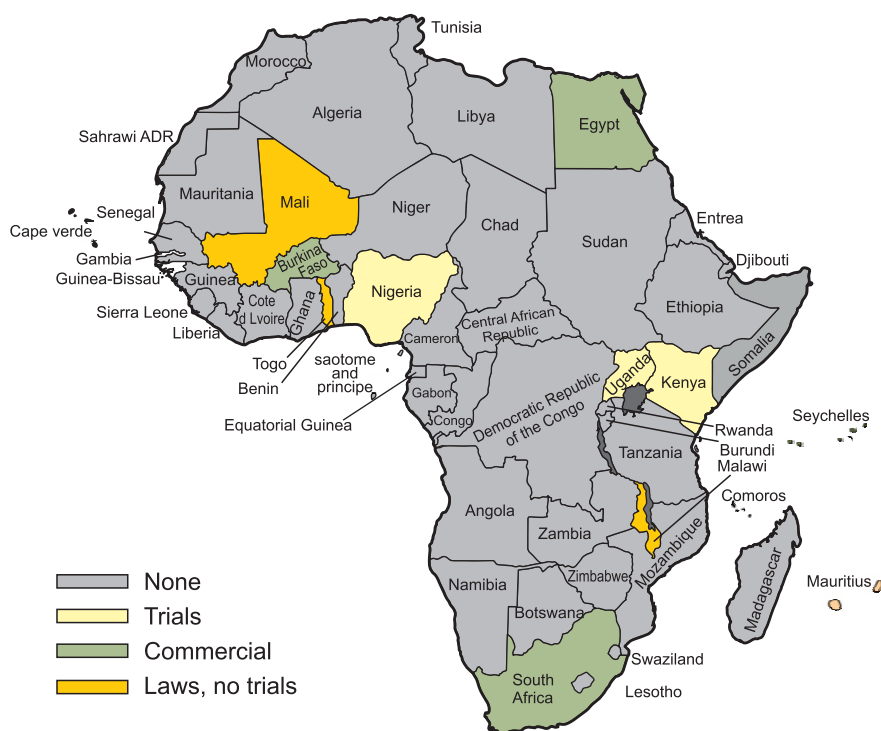 Tunisia
Morocco
Algeria
Libya
Egypt
Sahrawi ADR
Mauritania
Mali
Niger
Chad
Sudan
Senegal
Cape verde
Entrea
Gambia
Djibouti
Guinea-Bissau
Guinea
Burkina
Faso
Nigeria
Ethiopia
Sierra Leone
Cote
d Lvoire
Ghana
Liberia
Central African
Republic
Somalia
Cameron
Togo
Benin
saotome
and
principe
Uganda
Kenya
Equatorial Guinea
Gabon
Congo
Democratic Republic
of the Congo
Seychelles
Rwanda
Burundi
Malawi
Tanzania
Comoros
Angola
Zambia
Mozambique
Madagascar
Mauritius
Namibia
Zimbabwe
Botswana
South
Africa
Swaziland
Lesotho
None
Trials
Commercial
Laws, no trials